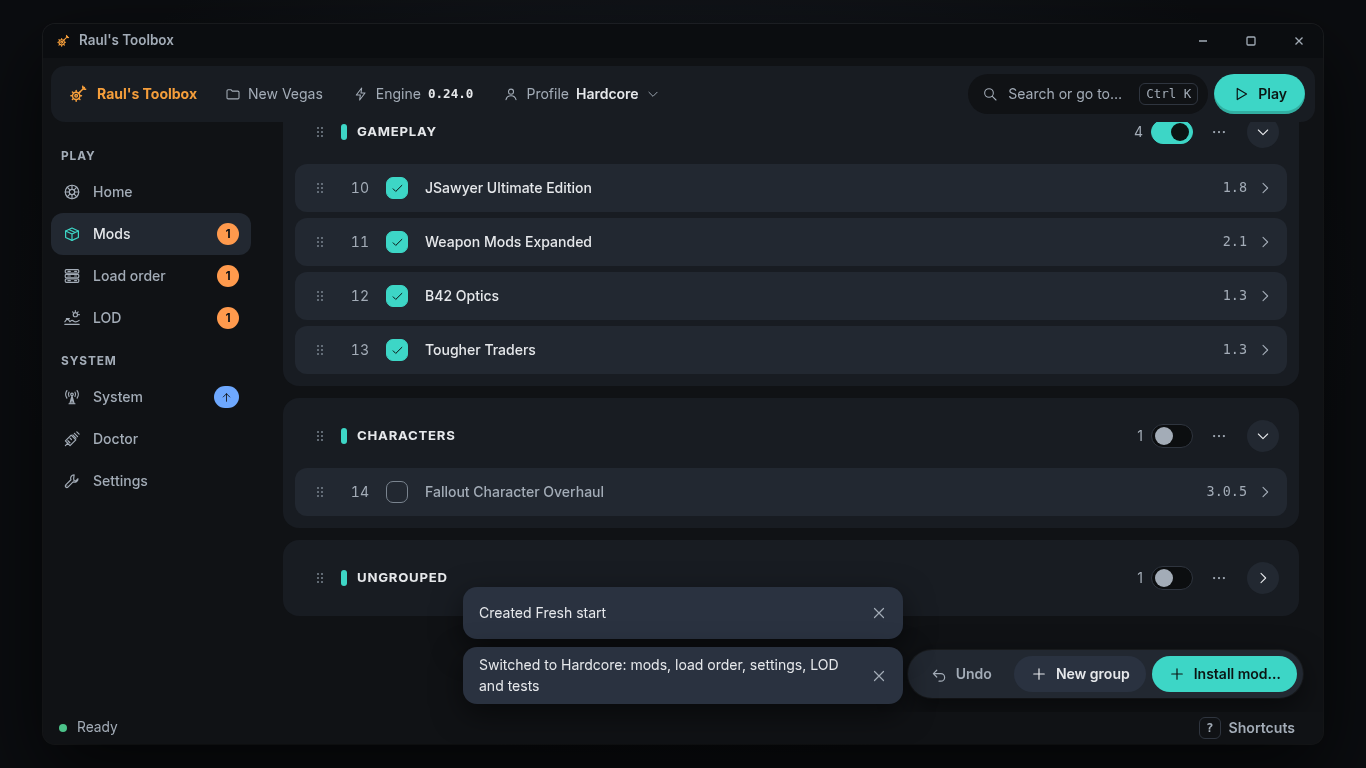 Raul's Toolbox
Raul's Toolbox
New Vegas
Engine 0.24.0
Profile Hardcore
Search or go to...
Ctrl K
Play
PLAY
Home
Mods 1
Load order 1
LOD 1
SYSTEM
System
Doctor
Settings
GAMEPLAY 4
10 JSawyer Ultimate Edition 1.8
11 Weapon Mods Expanded 2.1
12 B42 Optics 1.3
13 Tougher Traders 1.3
CHARACTERS 1
14 Fallout Character Overhaul 3.0.5
UNGROUPED 1
Created Fresh start
Switched to Hardcore: mods, load order, settings, LOD
and tests
Undo
New group
Install mod...
Ready
? Shortcuts